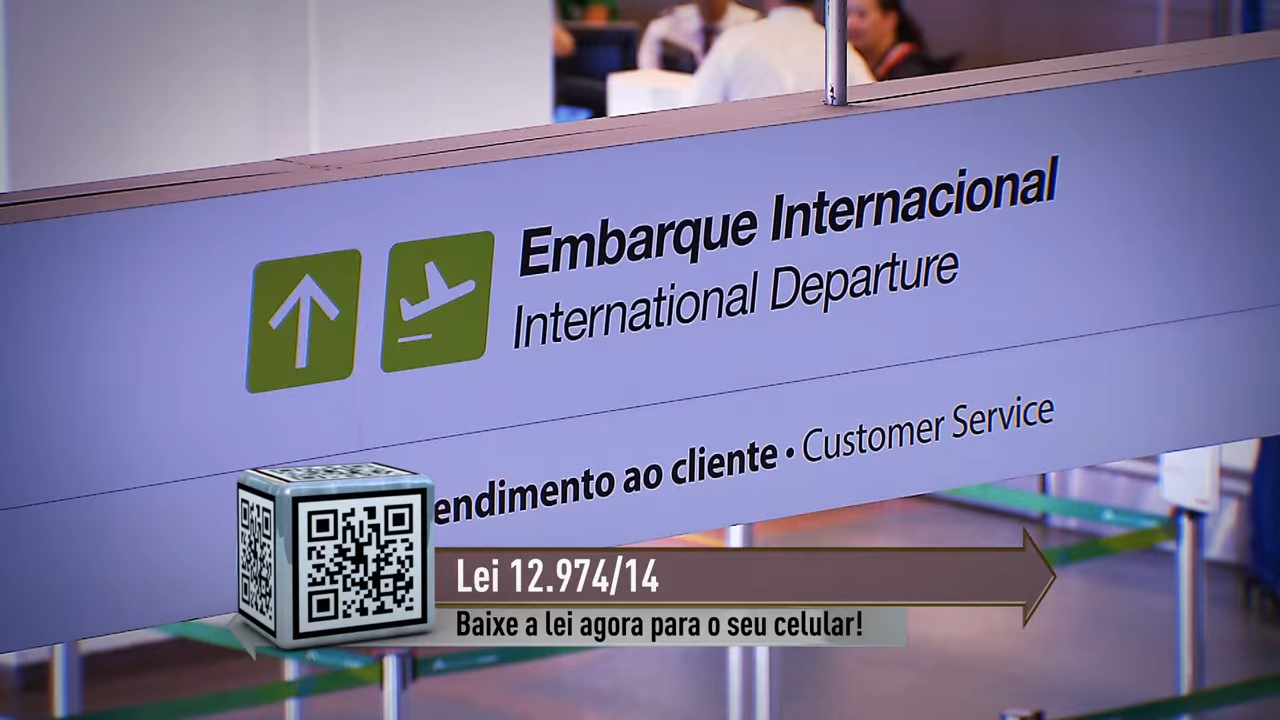 Embarque Internacional
International Departure
endimento ao cliente • Customer Service
Lei 12.974/14
Baixe a lei agora para o seu celular!